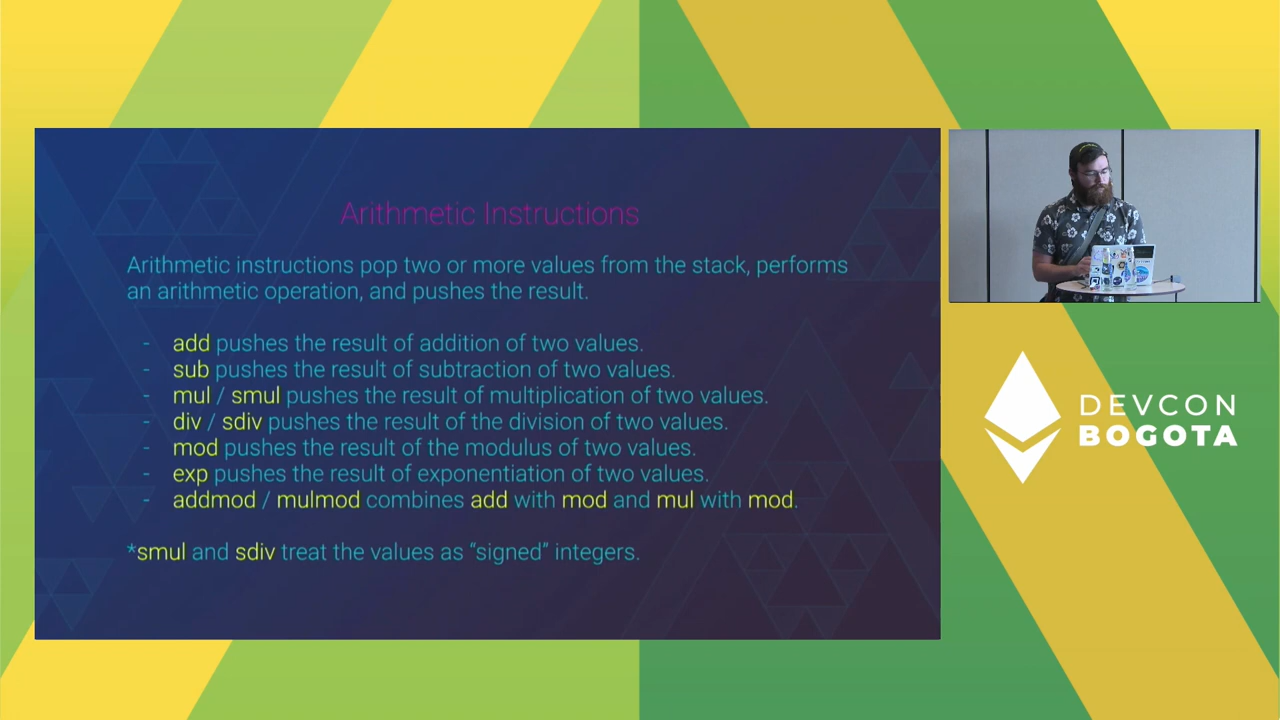 Arithmetic Instructions
Arithmetic instructions pop two or more values from the stack, performs
an arithmetic operation, and pushes the result.
- add pushes the result of addition of two values.
- sub pushes the result of subtraction of two values.
- mul / smul pushes the result of multiplication of two values.
- div / sdiv pushes the result of the division of two values.
- mod pushes the result of the modulus of two values.
- exp pushes the result of exponentiation of two values.
- addmod / mulmod combines add with mod and mul with mod.
*smul and sdiv treat the values as “signed” integers.
DEVCON
BOGOTA